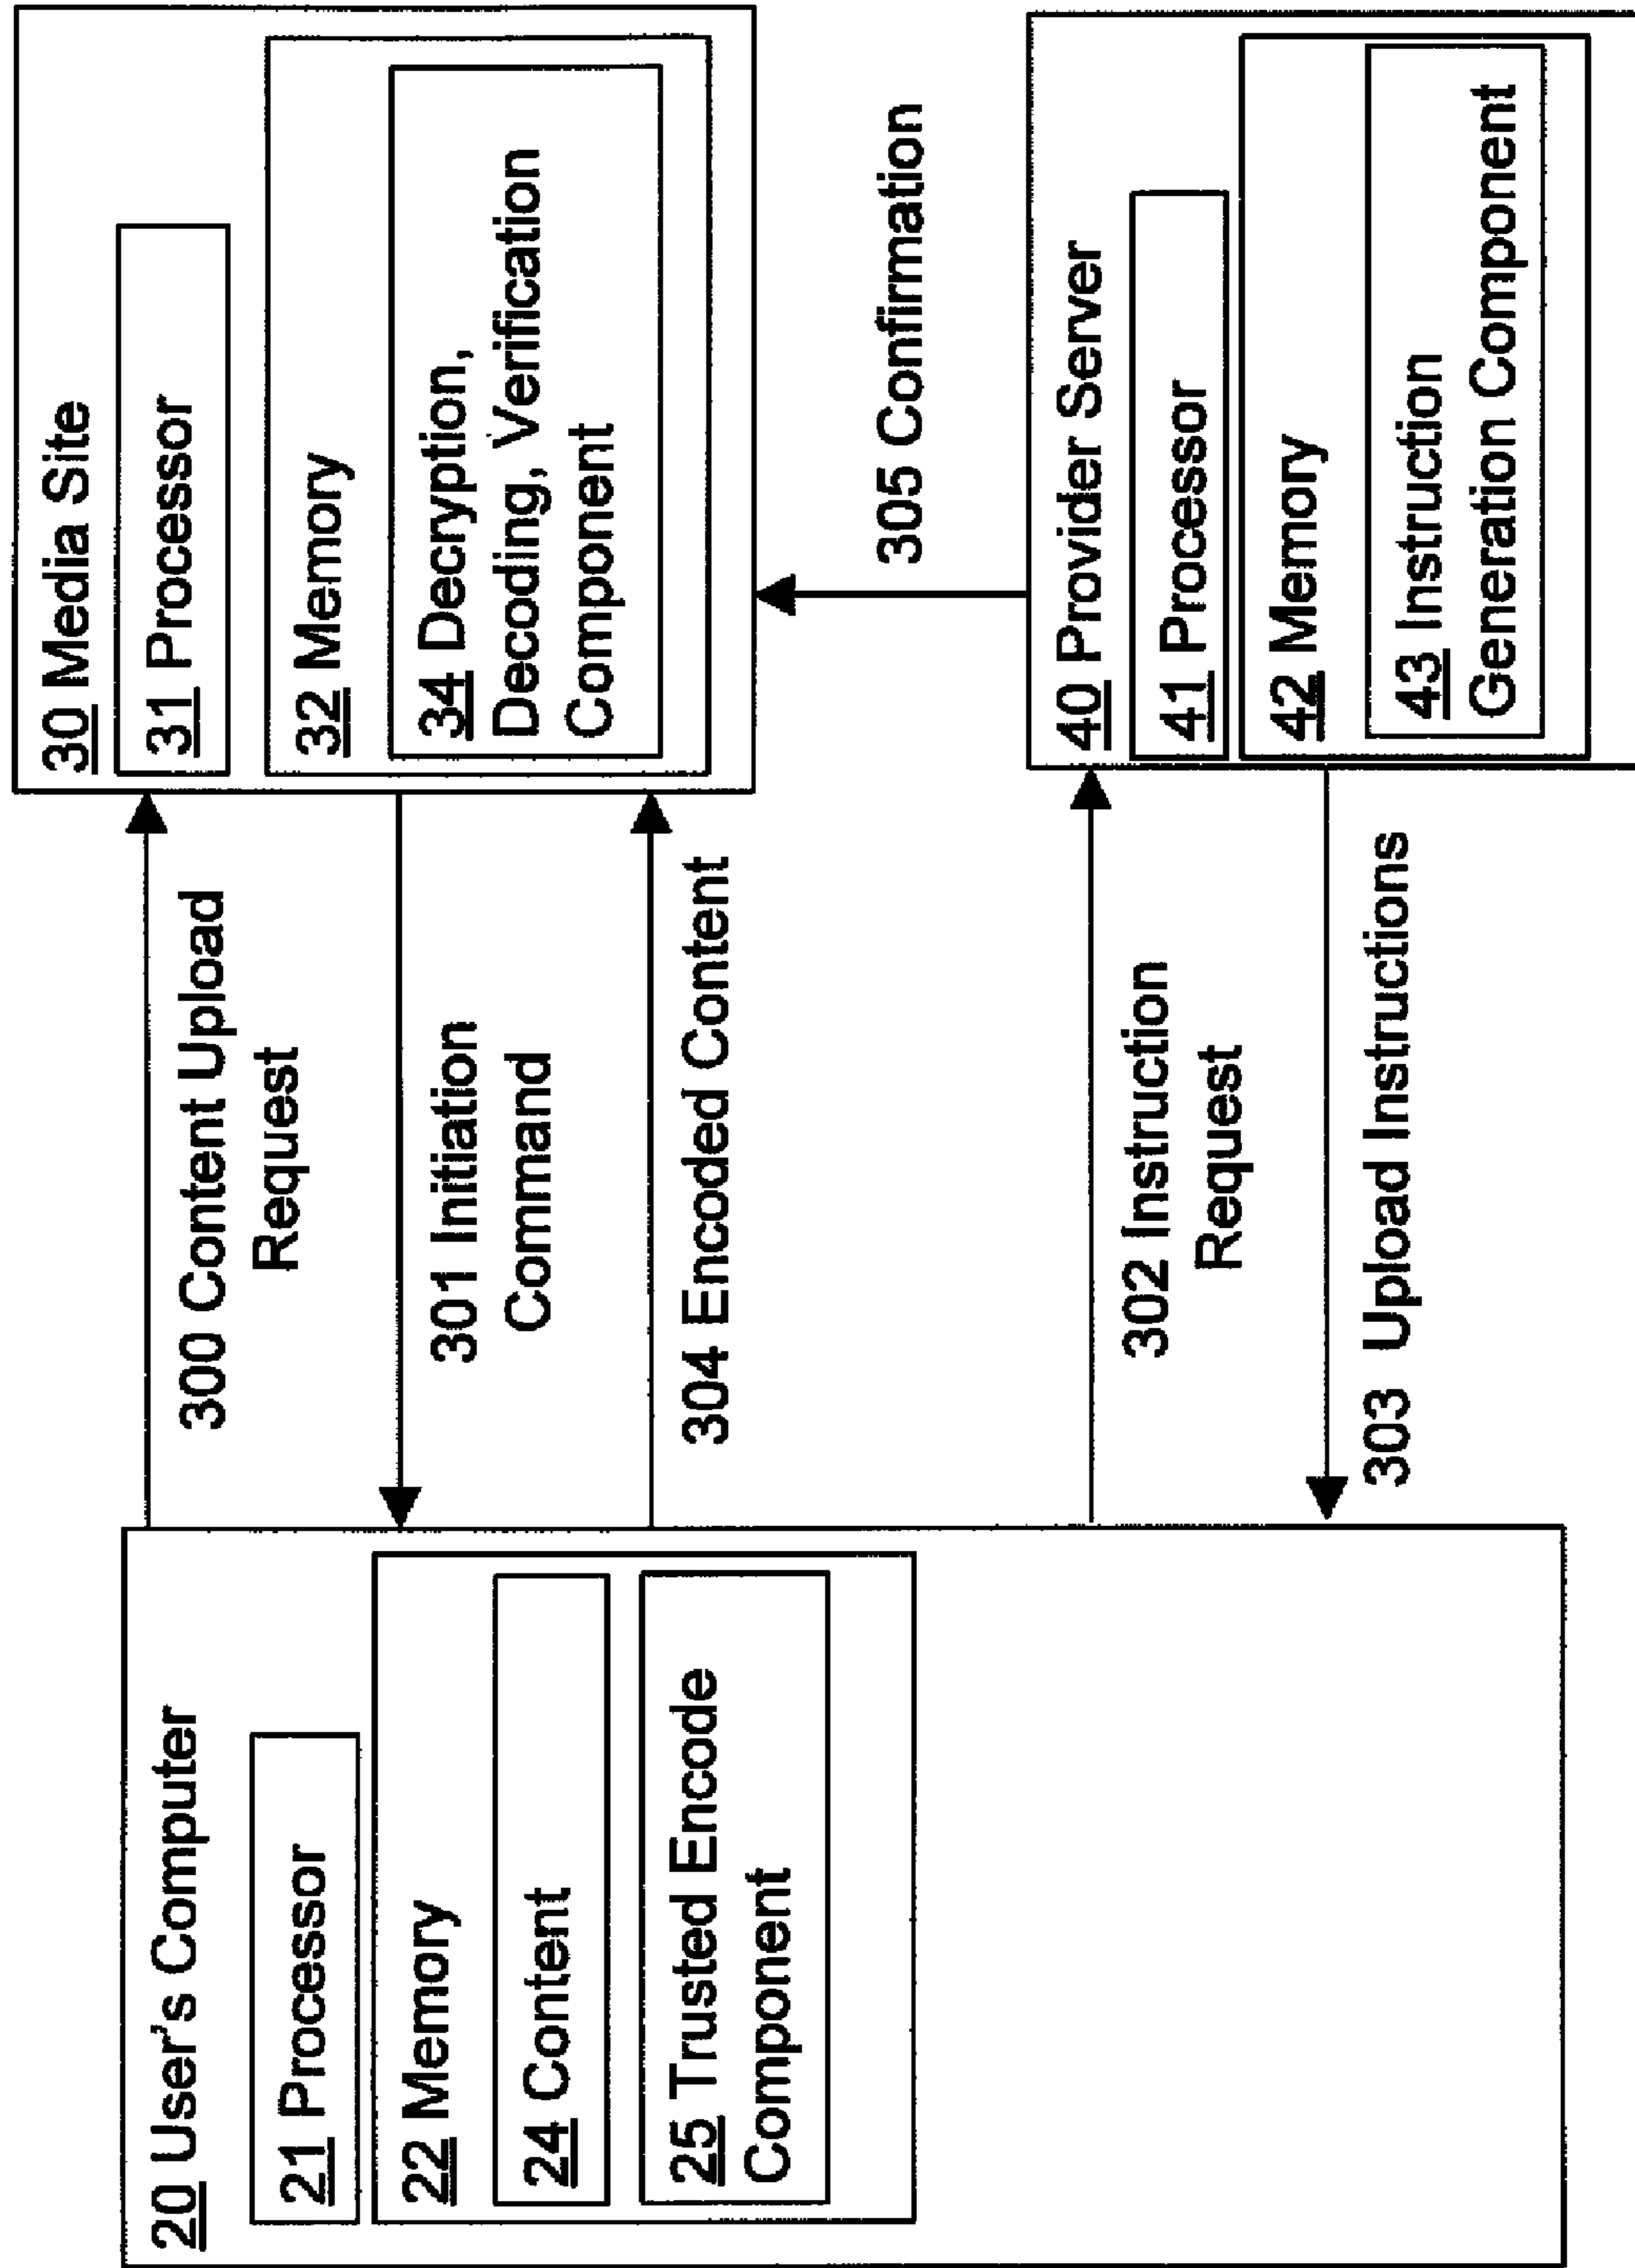 20 User's Computer
21 Processor
22 Memory
24 Content
25 Trusted Encode
Component
300 Content Upload
Request
301 Initiation
Command
304 Encoded Content
302 Instruction
Request
303 Upload Instructions
30 Media Site
31 Processor
32 Memory
34 Decryption,
Decoding, Verification
Component
305 Confirmation
40 Provider Server
41 Processor
42 Memory
43 Instruction
Generation Component